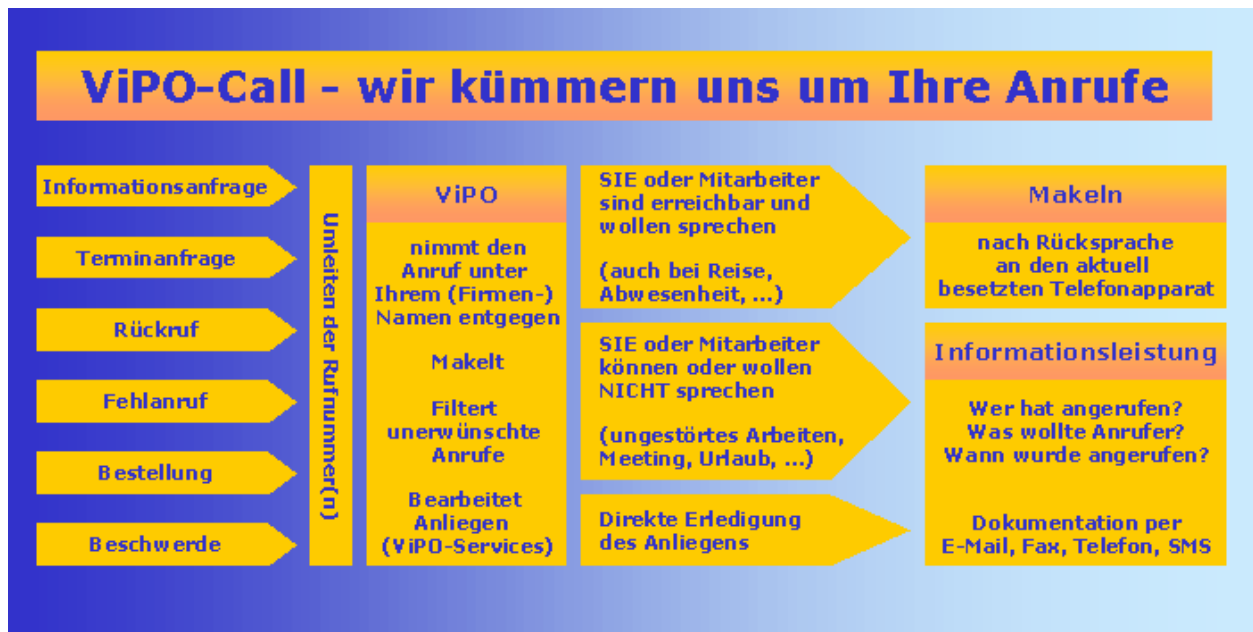 ViPO-Call - wir kümmern uns um Ihre Anrufe
Informationsanfrage
Terminanfrage
Rückruf
Fehlanruf
Bestellung
Beschwerde
Umleiten der Rufnummer(n)
ViPO
nimmt den
Anruf unter
Ihrem (Firmen-)
Namen entgegen
Makelt
Filtert
unerwünschte
Anrufe
Bearbeitet
Anliegen
(ViPO-Services)
SIE oder Mitarbeiter
sind erreichbar und
wollen sprechen
(auch bei Reise,
Abwesenheit, ...)
SIE oder Mitarbeiter
können oder wollen
NICHT sprechen
(ungestörtes Arbeiten,
Meeting, Urlaub, ...)
Direkte Erledigung
des Anliegens
Makeln
nach Rücksprache
an den aktuell
besetzten Telefonapparat
Informationsleistung
Wer hat angerufen?
Was wollte Anrufer?
Wann wurde angerufen?
Dokumentation per
E-Mail, Fax, Telefon, SMS